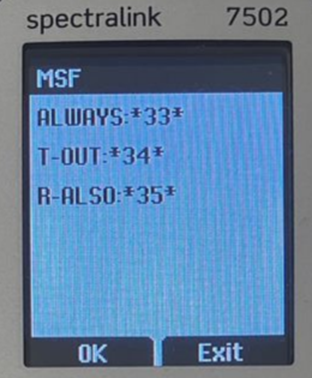 spectralink 7502
MSF
ALWAYS:*33*
T-OUT:*34*
R-ALSO:*35*
OK Exit